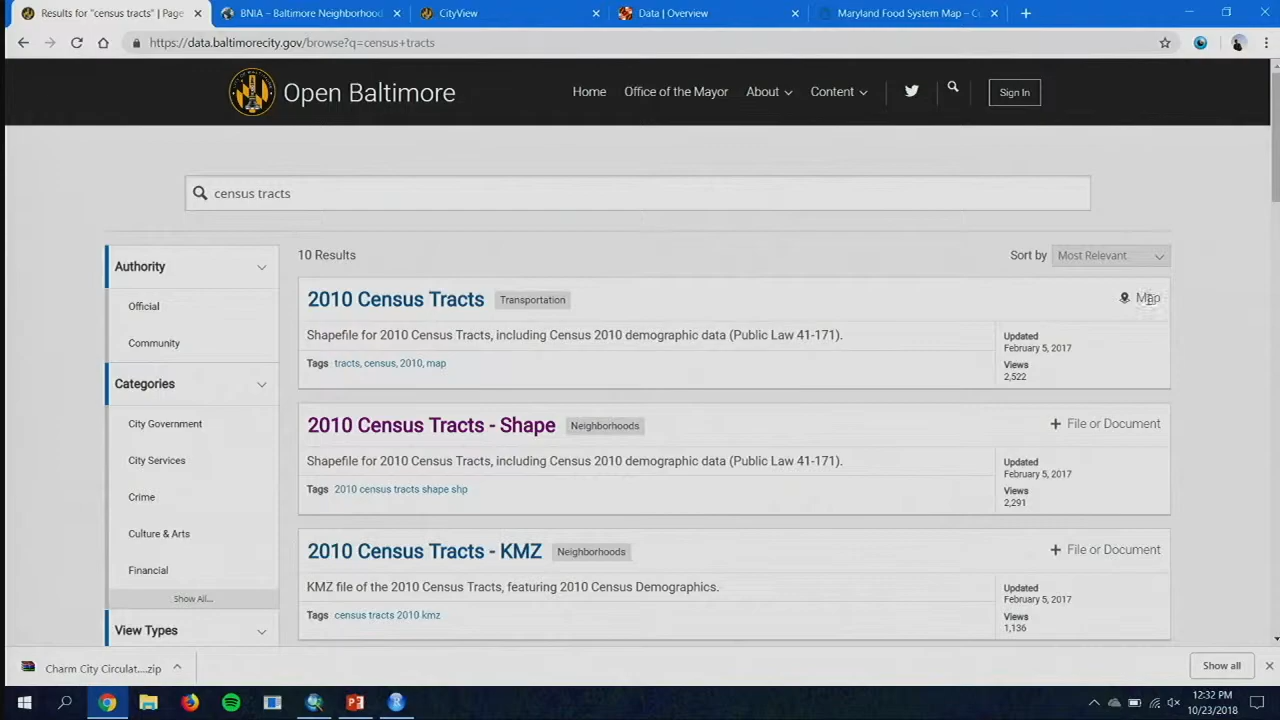 Results for "census tracts" | Page
BNIA – Baltimore Neighborhood
CityView
Data | Overview
Maryland Food System Map – C
https://data.baltimorecity.gov/browse?q=census+tracts
Open Baltimore
Home
Office of the Mayor
About
Content
Sign In
census tracts
10 Results
Sort by
Most Relevant
Authority
Official
Community
Categories
City Government
City Services
Crime
Culture & Arts
Financial
Show All...
View Types
2010 Census Tracts
Transportation
Map
Shapefile for 2010 Census Tracts, including Census 2010 demographic data (Public Law 41-171).
Tags tracts, census, 2010, map
Updated
February 5, 2017
Views
2,522
2010 Census Tracts - Shape
Neighborhoods
File or Document
Shapefile for 2010 Census Tracts, including Census 2010 demographic data (Public Law 41-171).
Tags 2010 census tracts shape shp
Updated
February 5, 2017
Views
2,291
2010 Census Tracts - KMZ
Neighborhoods
File or Document
KMZ file of the 2010 Census Tracts, featuring 2010 Census Demographics.
Tags census tracts 2010 kmz
Updated
February 5, 2017
Views
1,136
Charm City Circulat....zip
Show all
12:32 PM
10/23/2018